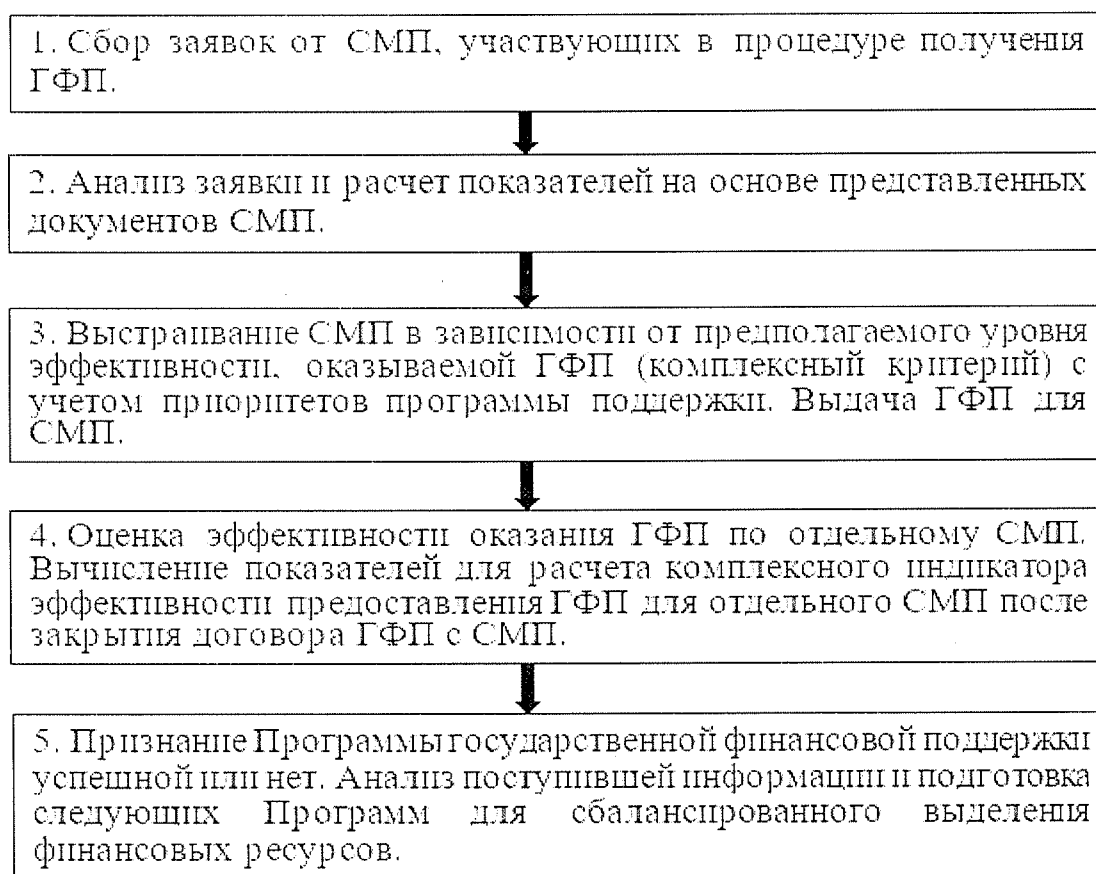 1. Сбор заявок от СМП, участвующих в процедуре получения
ГФП.
2. Анализ заявки и расчет показателей на основе представленных
документов СМП.
3. Выстраивание СМП в зависимости от предполагаемого уровня
эффективности, оказываемой ГФП (комплексный критерий) с
учетом приоритетов программы поддержки. Выдача ГФП для
СМП.
4. Оценка эффективности оказания ГФП по отдельному СМП.
Вычисление показателей для расчета комплексного индикатора
эффективности предоставления ГФП для отдельного СМП после
закрытия договора ГФП с СМП.
5. Признание Программы государственной финансовой поддержки
успешной или нет. Анализ поступившей информации и подготовка
следующих Программ для сбалансированного выделения
финансовых ресурсов.